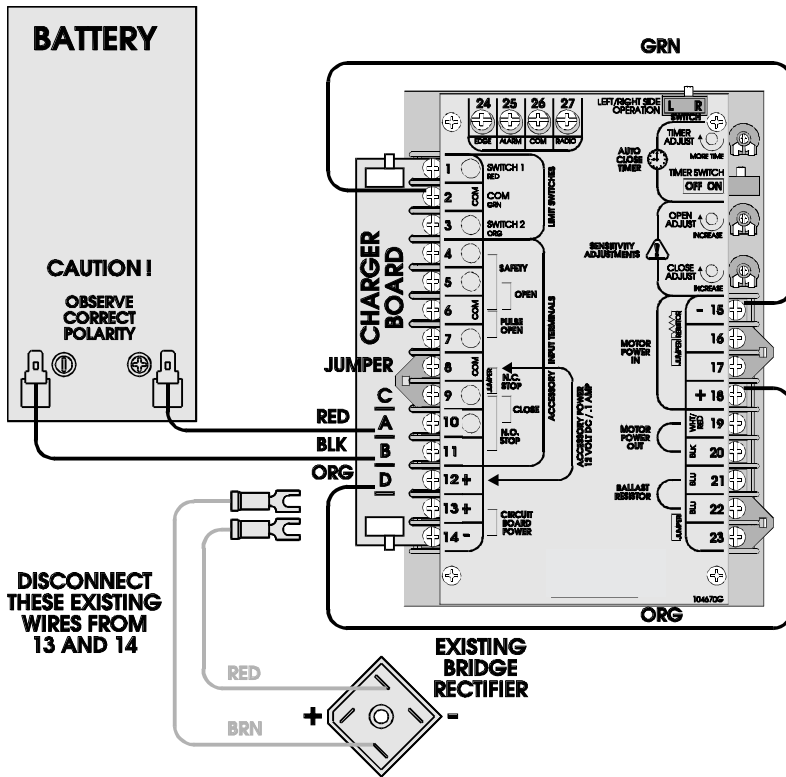 BATTERY
CAUTION !
OBSERVE
CORRECT
POLARITY
RED
BLK
ORG
GRN
CHARGER
BOARD
JUMPER
C
A
B
D
24 25 26 27
EDGE ALARM COM RADIO
LEFT/RIGHT SIDE
OPERATION
L R
SWITCH
TIMER
ADJUST
MORE TIME
AUTO
CLOSE
TIMER
TIMER SWITCH
OFF ON
OPEN
ADJUST
INCREASE
SENSITIVITY
ADJUSTMENTS
!
CLOSE
ADJUST
INCREASE
1 SWITCH 1
RED
2 COM COM
GRN
3 SWITCH 2
ORG
LIMIT SWITCHES
4
SAFETY
5
OPEN
6 COM
PULSE
OPEN
7
8 COM
JUMPER
N.C.
STOP
9
CLOSE
10
N.O.
STOP
11
12 +
13 +
14 -
CIRCUIT
BOARD
POWER
ACCESSORY INPUT TERMINALS
ACCESSORY POWER
12 VOLT DC / .1 AMP
MOTOR
POWER
IN
JUMPER RESISTOR
- 15
16
17
+ 18
MOTOR
POWER
OUT
WHT/
RED
19
BLK 20
BALLAST
RESISTOR
BLU 21
BLU 22
JUMPER
23
104670G
ORG
DISCONNECT
THESE EXISTING
WIRES FROM
13 AND 14
RED
BRN
EXISTING
BRIDGE
RECTIFIER
+ -